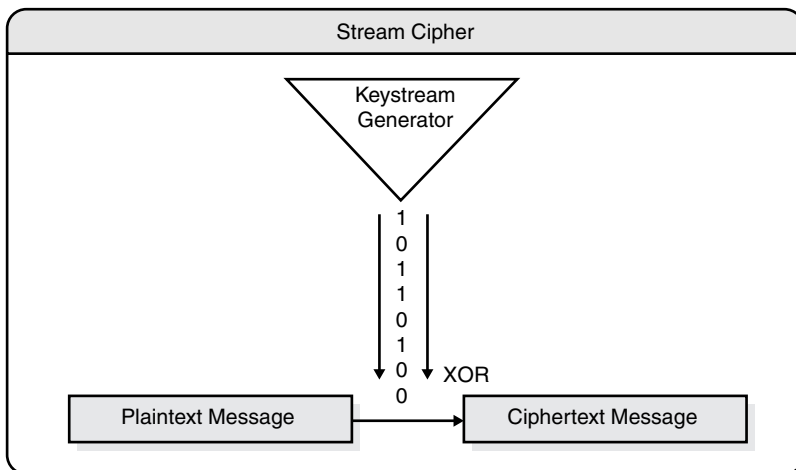 Stream Cipher
Keystream
Generator
1
0
1
1
0
1
0
0
XOR
Plaintext Message
Ciphertext Message